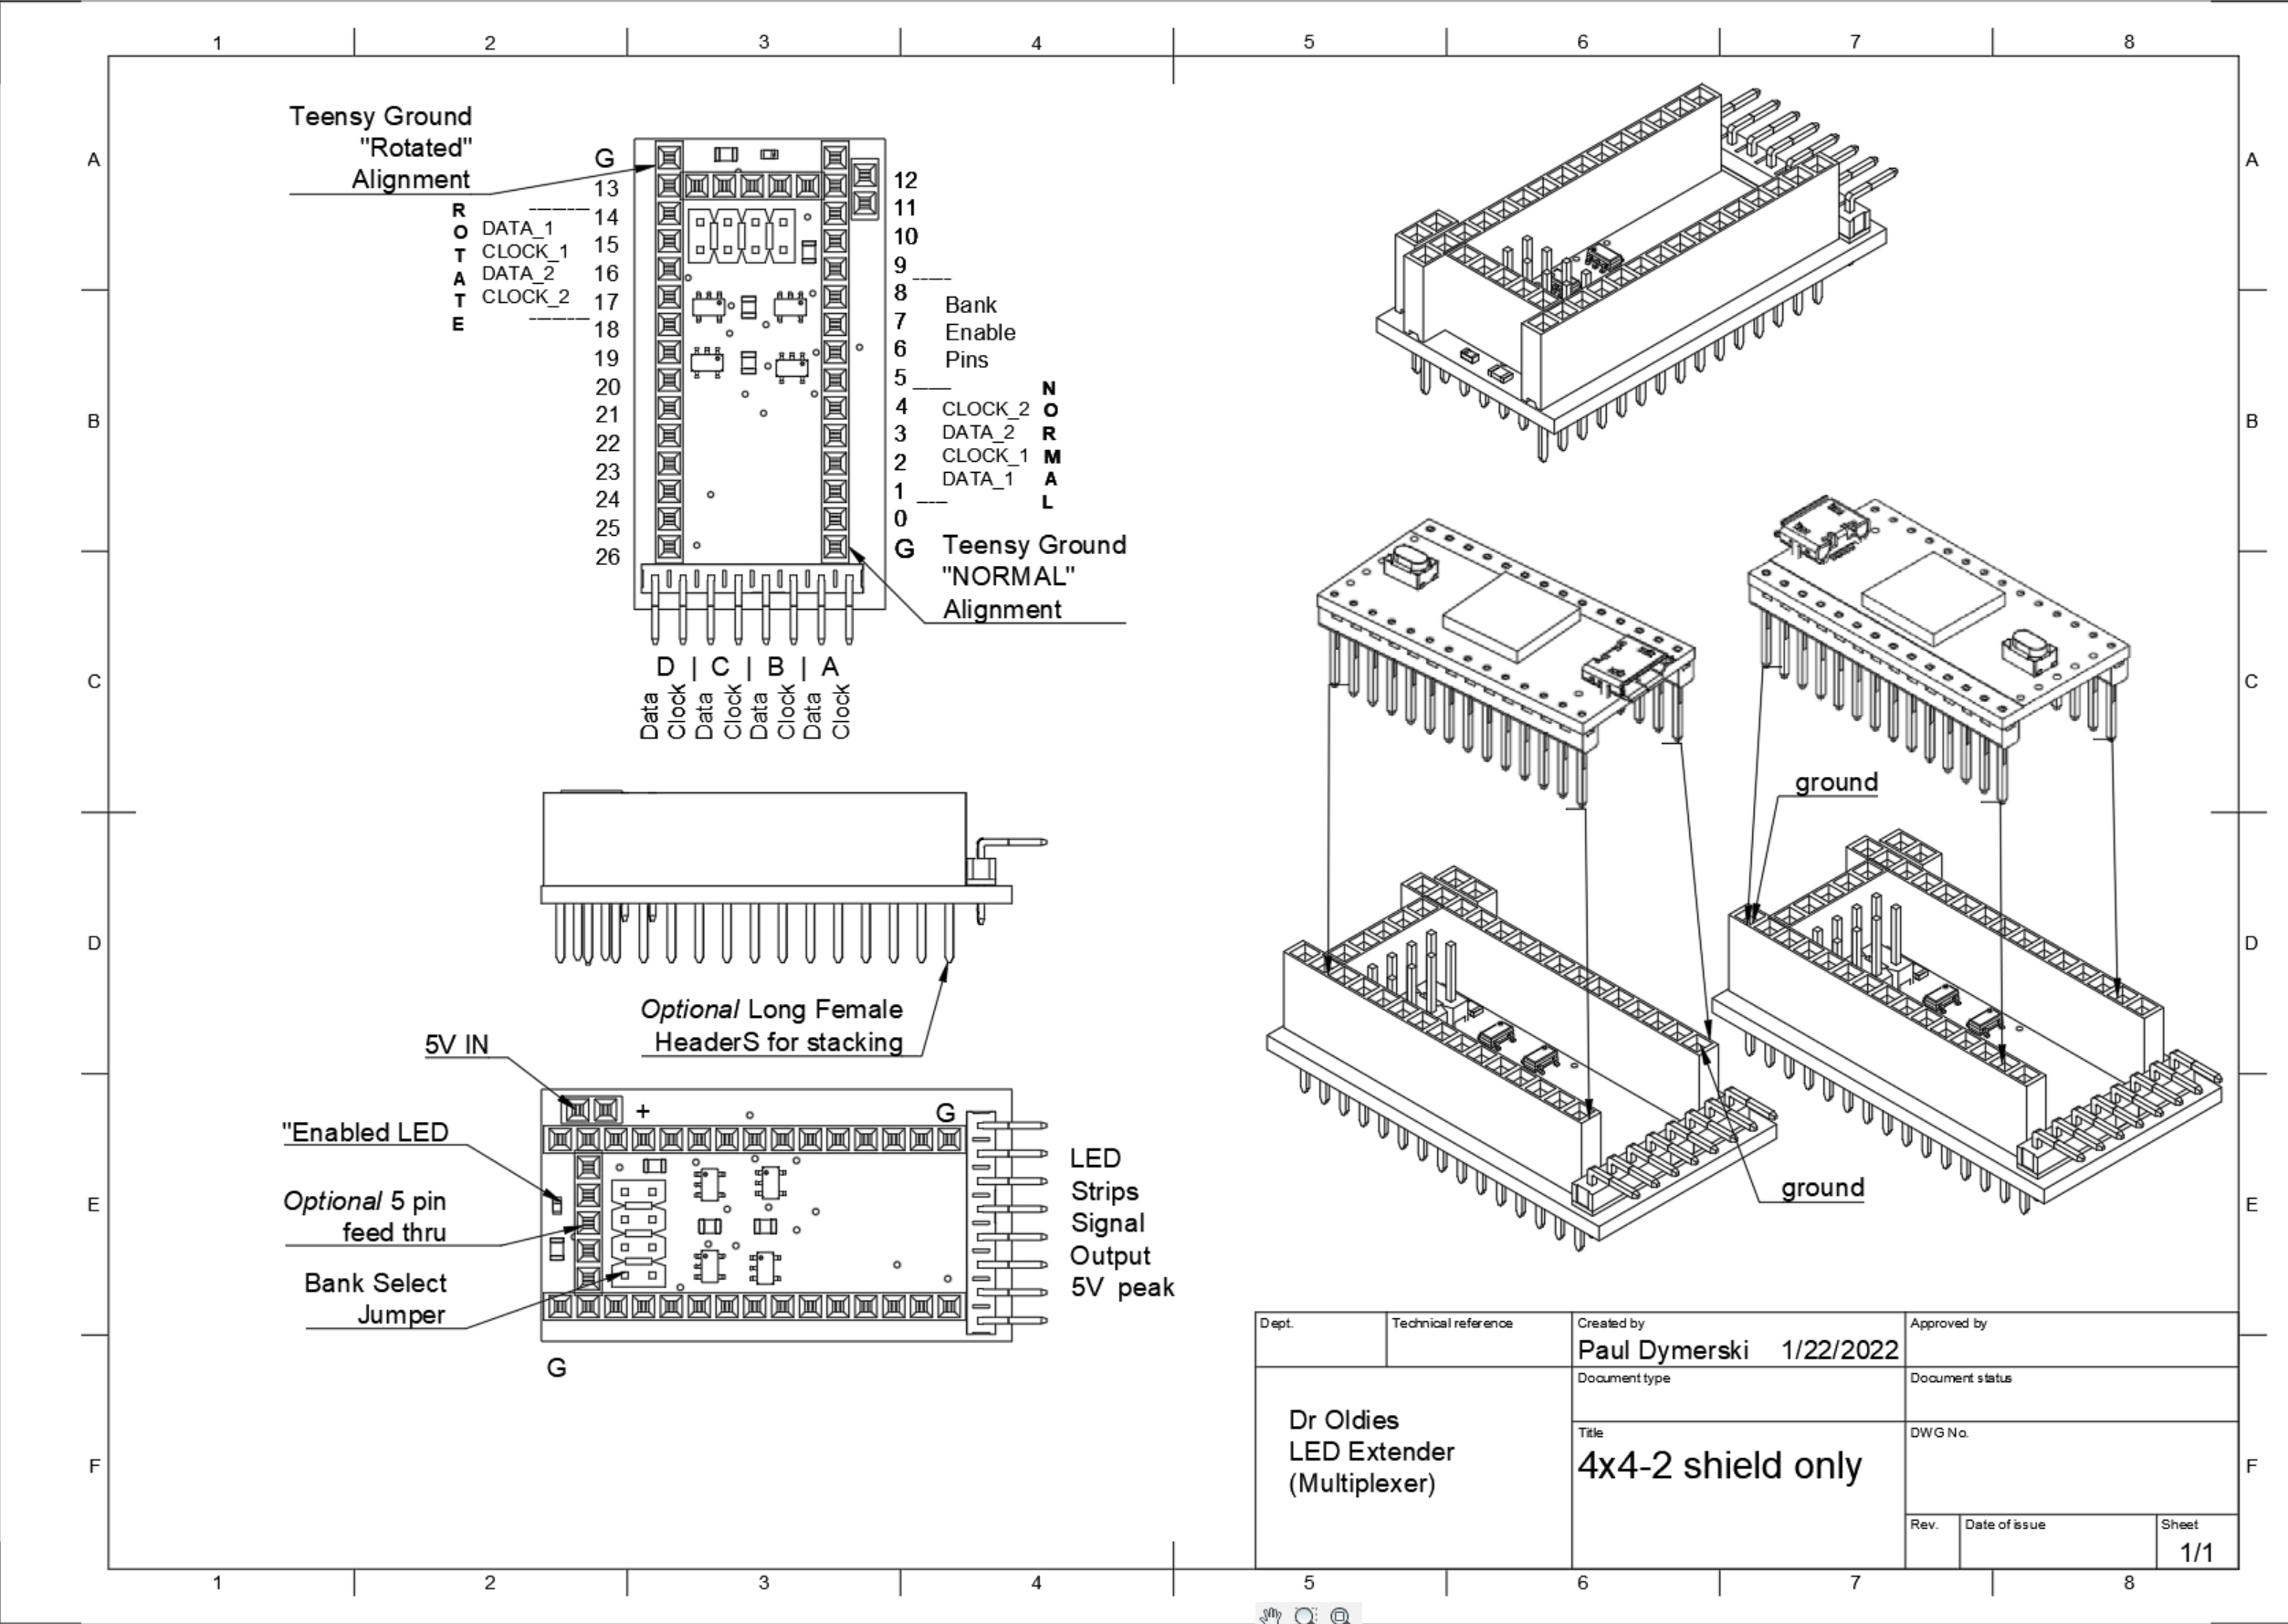 1 2 3 4 5 6 7 8
A
B
C
D
E
F
Teensy Ground
"Rotated"
Alignment
G
13
14
15
16
17
18
19
20
21
22
23
24
25
26
ROTATE
DATA_1
CLOCK_1
DATA_2
CLOCK_2
12
11
10
9
8
7
6
5
4
3
2
1
0
G
Bank
Enable
Pins
CLOCK_2
DATA_2
CLOCK_1
DATA_1
NORMAL
Teensy Ground
"NORMAL"
Alignment
D | C | B | A
Data Clock Data Clock Data Clock Data Clock
Optional Long Female
HeaderS for stacking
5V IN
+
G
"Enabled LED
Optional 5 pin
feed thru
Bank Select
Jumper
G
LED
Strips
Signal
Output
5V peak
ground
ground
A
B
C
D
E
F
Dept.
Technical reference
Created by
Paul Dymerski 1/22/2022
Approved by
Document type
Document status
Dr Oldies
LED Extender
(Multiplexer)
Title
4x4-2 shield only
DWG No.
Rev.
Date of issue
Sheet
1/1
1 2 3 4 5 6 7 8